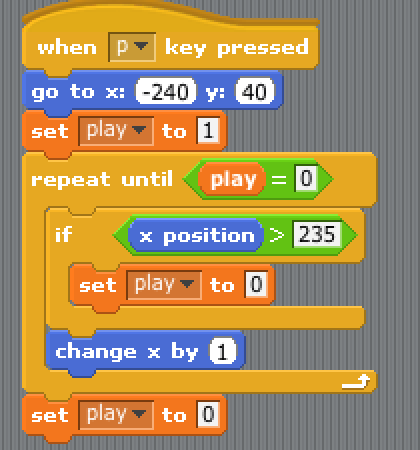 when p key pressed
go to x: -240 y: 40
set play to 1
repeat until play = 0
if x position > 235
set play to 0
change x by 1
set play to 0